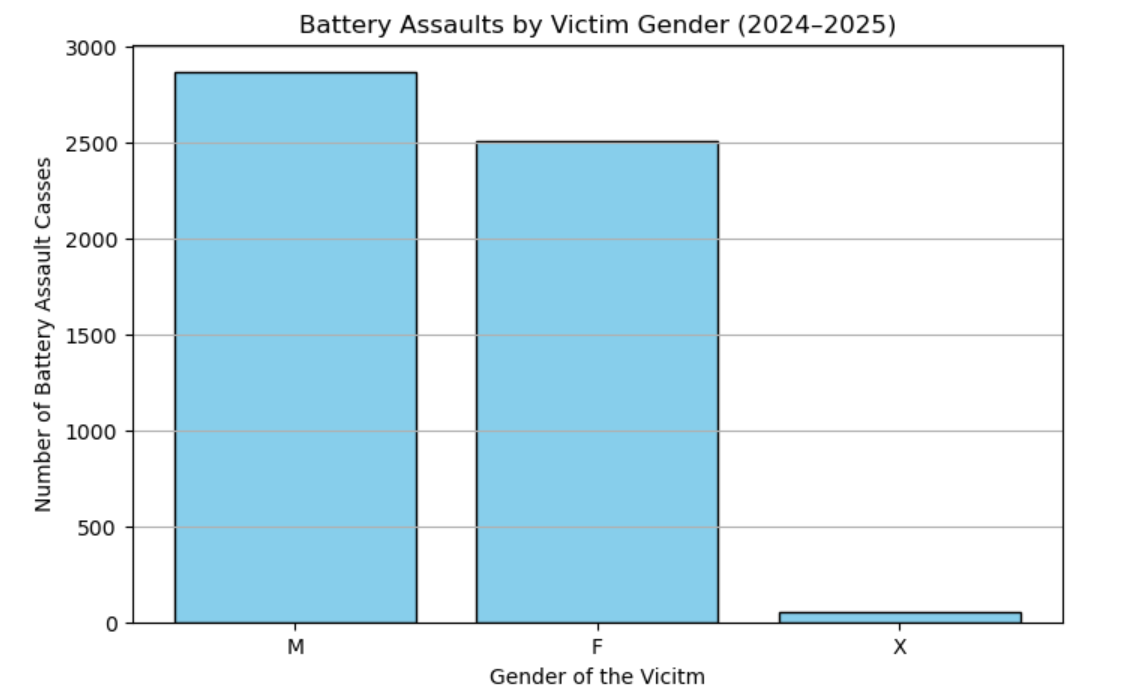 Battery Assaults by Victim Gender (2024–2025)
Number of Battery Assault Casses
3000
2500
2000
1500
1000
500
0
M F X
Gender of the Vicitm